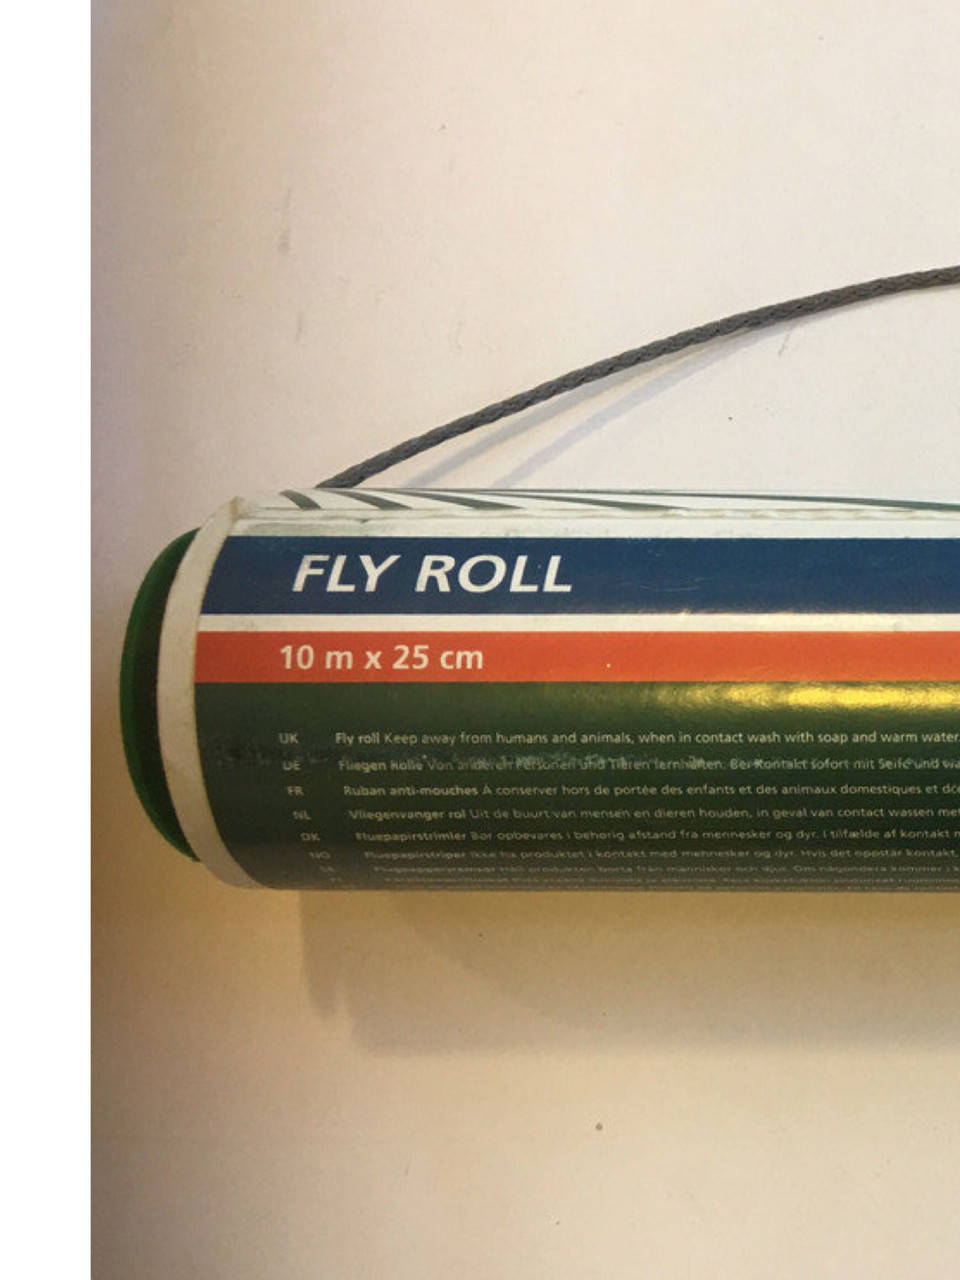 FLY ROLL
10 m x 25 cm
UK Fly roll Keep away from humans and animals, when in contact wash with soap and warm water
DE Fliegen Rolle Von anderen Personen und Tieren fernhalten. Bei Kontakt sofort mit Seife und
FR Ruban anti-mouches À conserver hors de portée des enfants et des animaux domestiques et
NL Vliegenvanger rol Uit de buurt van mensen en dieren houden, in geval van contact wassen
DK Fluepapirstrimler Bør opbevares i behørig afstand fra mennesker og dyr. I tilfælde af kontakt
NO Fluepapirstriper Ikke ha produktet i kontakt med mennesker og dyr. Hvis det oppstår kontakt,